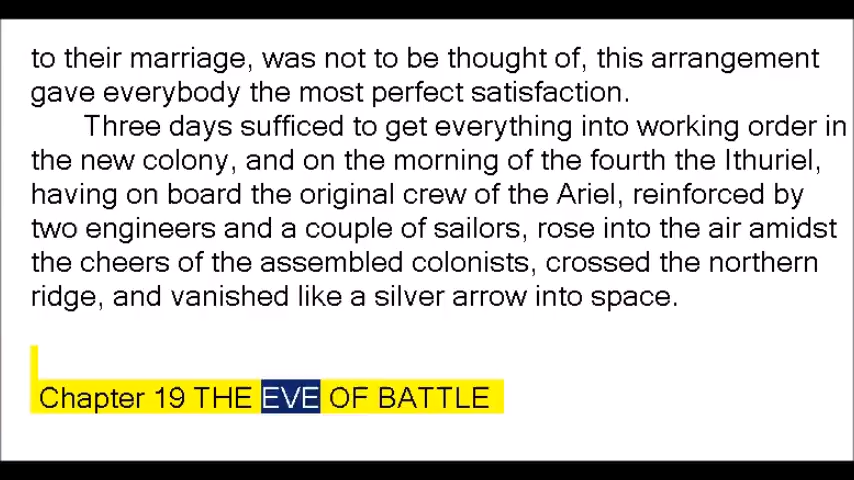 to their marriage, was not to be thought of, this arrangement
gave everybody the most perfect satisfaction.
Three days sufficed to get everything into working order in
the new colony, and on the morning of the fourth the Ithuriel,
having on board the original crew of the Ariel, reinforced by
two engineers and a couple of sailors, rose into the air amidst
the cheers of the assembled colonists, crossed the northern
ridge, and vanished like a silver arrow into space.
Chapter 19 THE EVE OF BATTLE